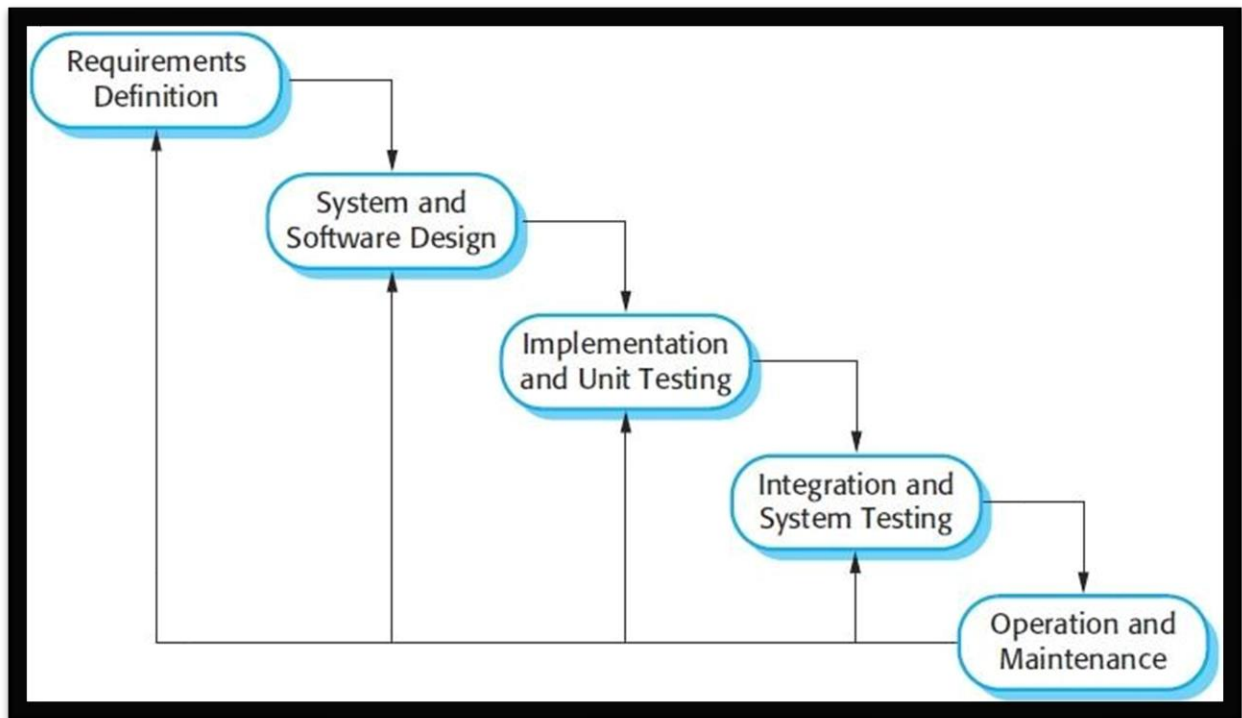 Requirements
Definition
System and
Software Design
Implementation
and Unit Testing
Integration and
System Testing
Operation and
Maintenance